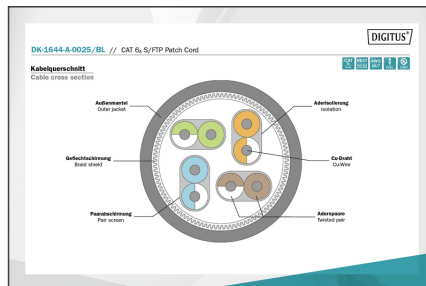 DIGITUS®
DK-1644-A-0025/BL // CAT 6A S/FTP Patch Cord
Kabelquerschnitt
Cable cross section
Außenmantel
Outer jacket
Aderisolierung
Isolation
Geflechtschirmung
Braid shield
Cu-Draht
Cu-Wire
Paarabschirmung
Pair screen
Adernpaare
Twisted pair